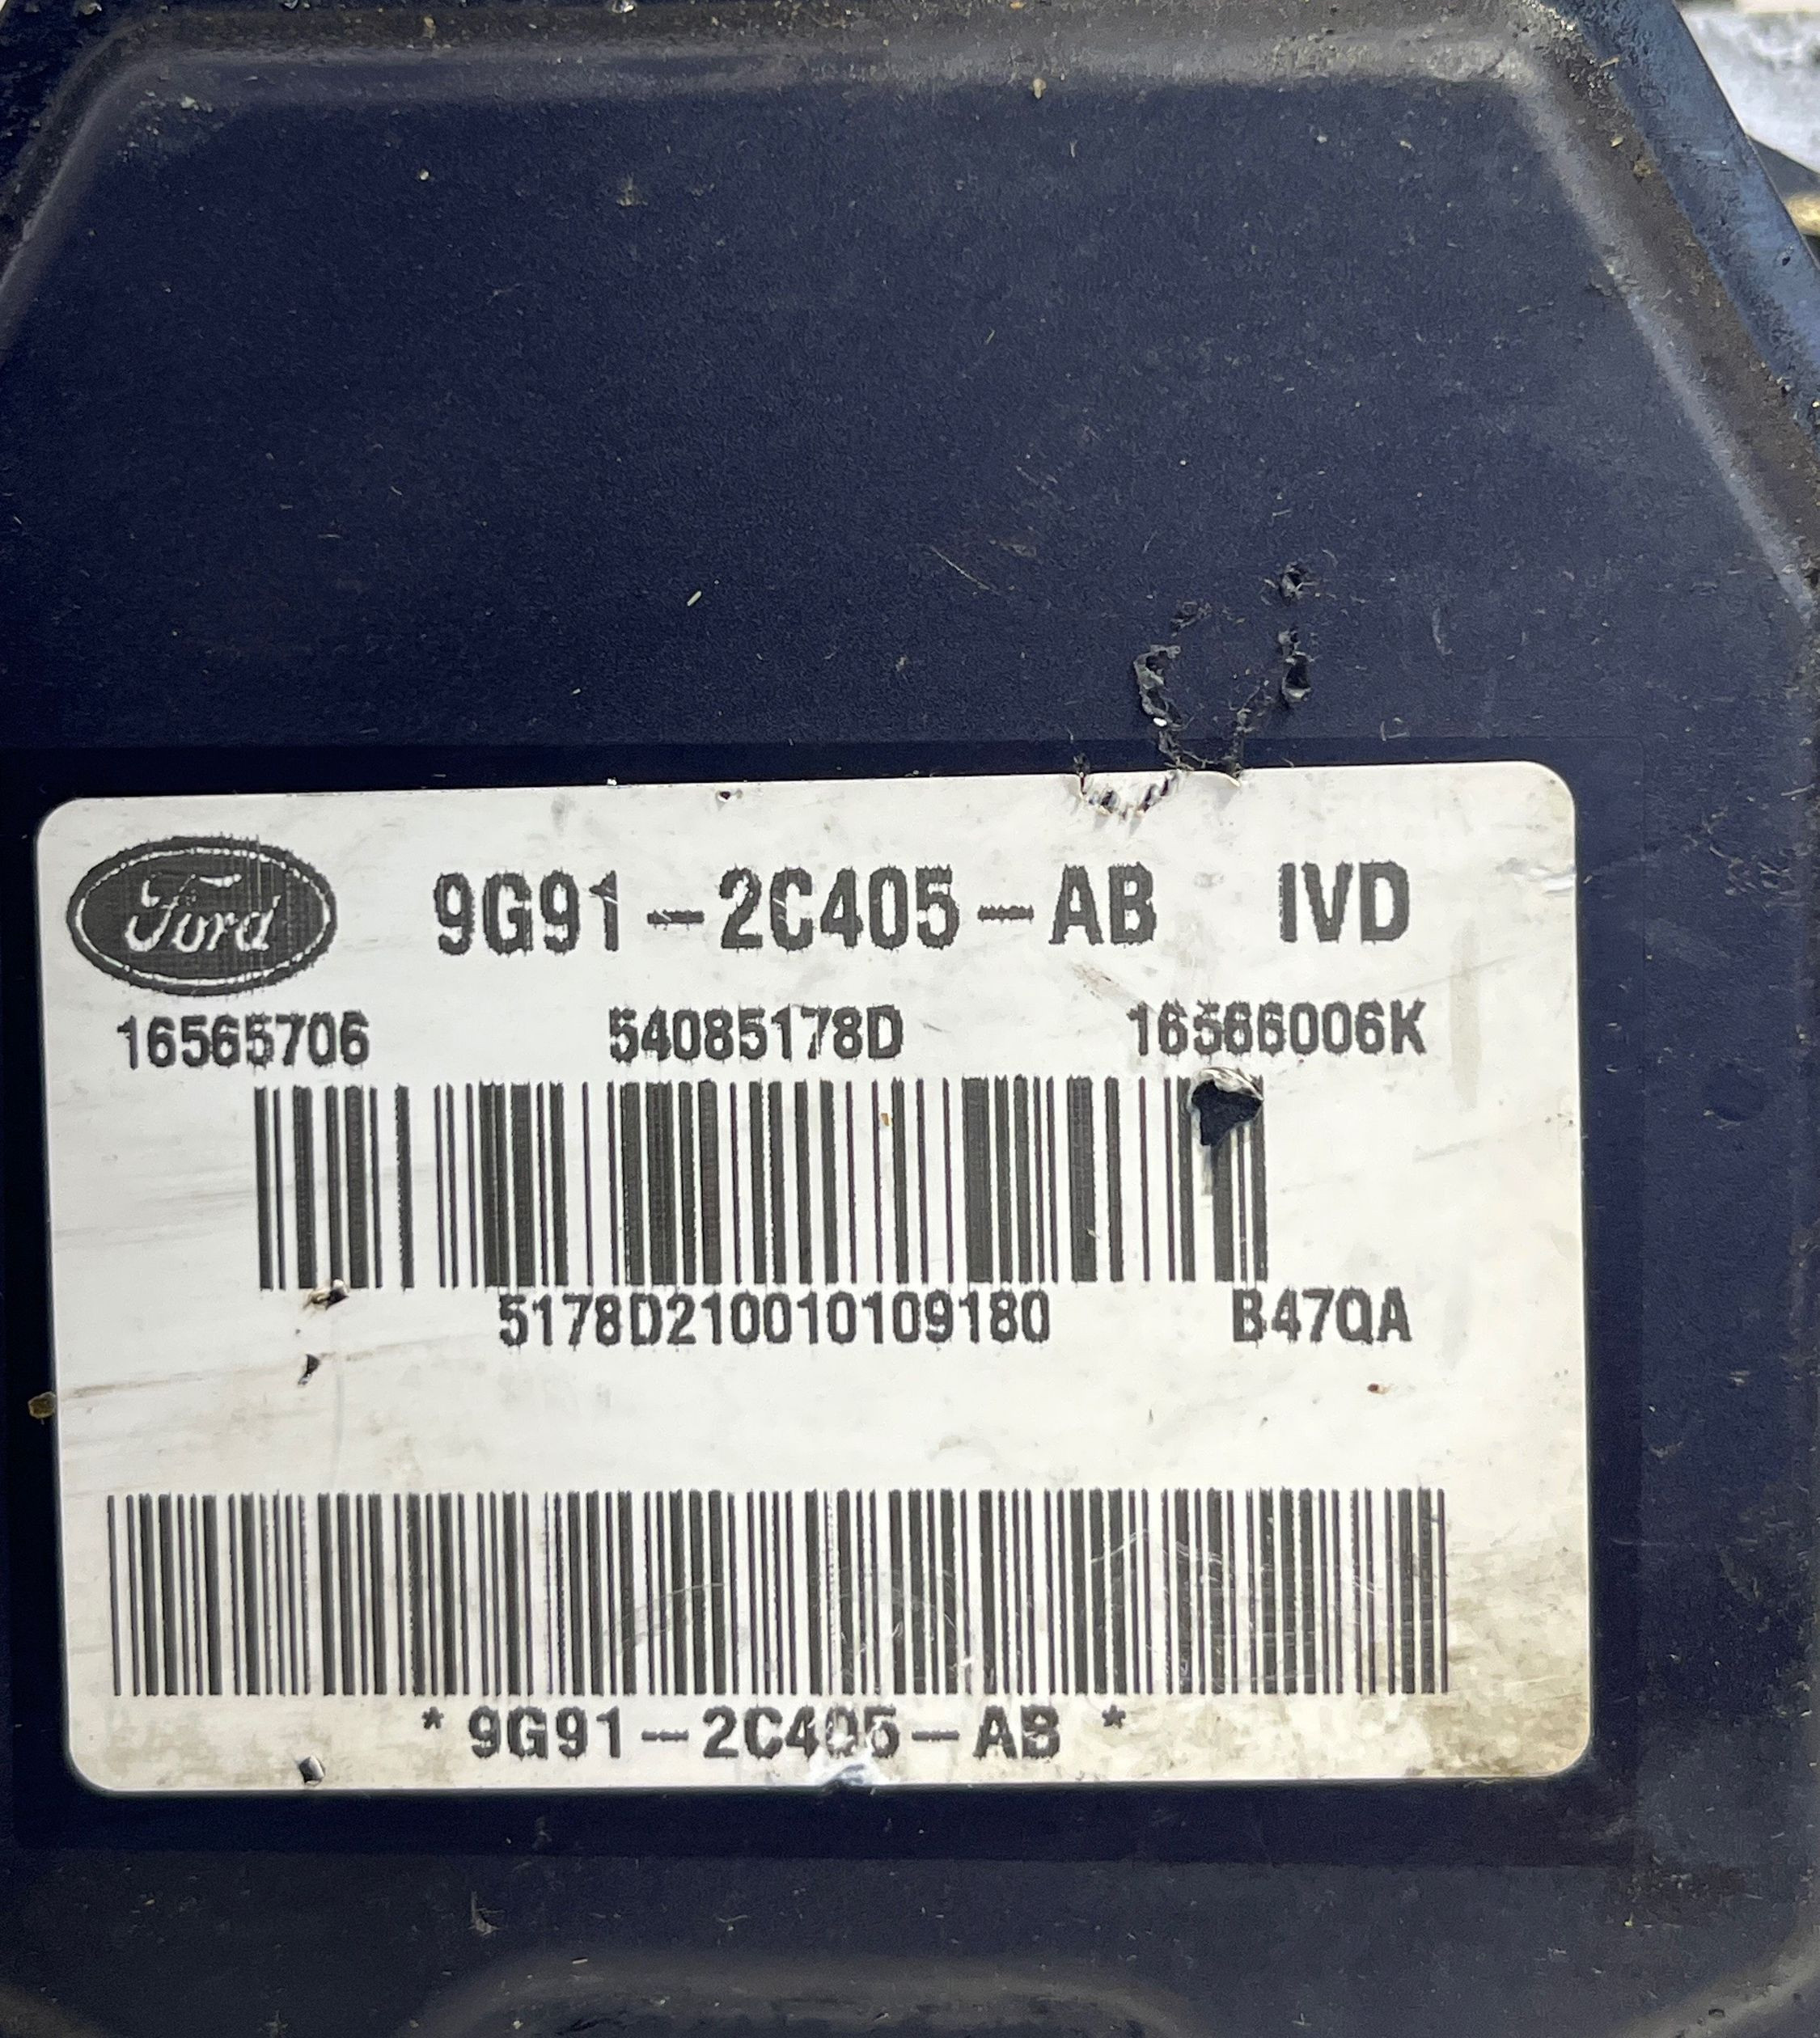 Ford 9G91-2C405-AB IVD
16565706 54085178D 16566006K
5178D210010109180 B47QA
* 9G91-2C405-AB *